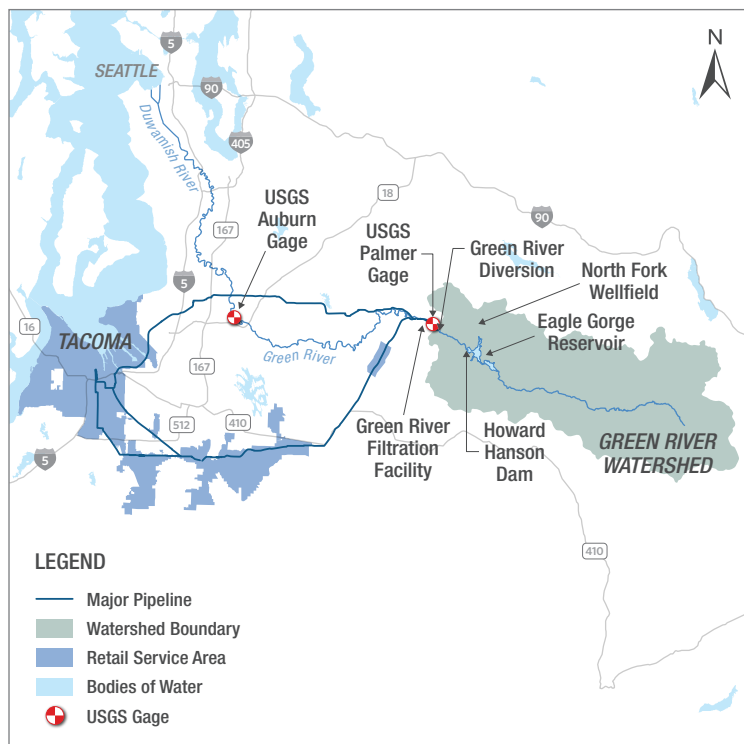 N
5
SEATTLE
90
405
Duwamish River
18
167
USGS
Auburn
Gage
USGS
Palmer
Gage
90
Green River
Diversion
North Fork
Wellfield
5
Eagle Gorge
Reservoir
16
TACOMA
Green River
167
512
410
Green River
Filtration
Facility
Howard
Hanson
Dam
GREEN RIVER
WATERSHED
5
410
LEGEND
Major Pipeline
Watershed Boundary
Retail Service Area
Bodies of Water
USGS Gage